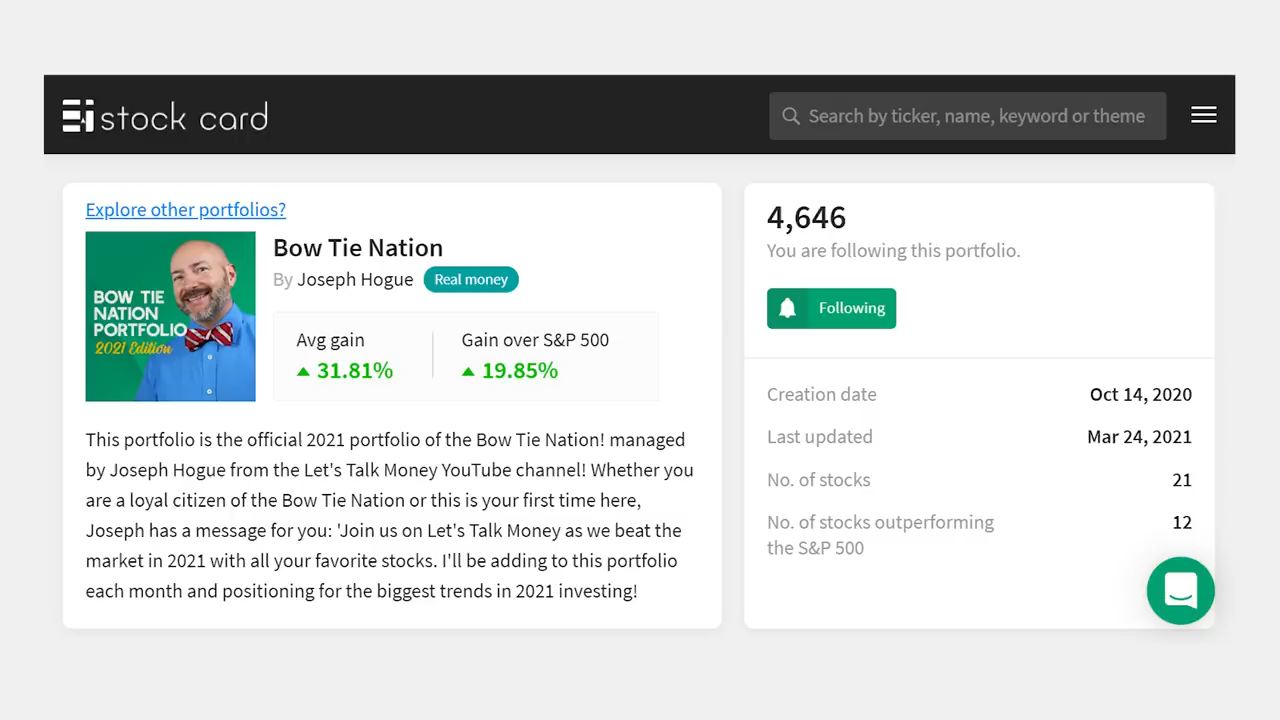 stock card
Search by ticker, name, keyword or theme
Explore other portfolios?
BOW TIE
NATION
PORTFOLIO
2021 Edition
Bow Tie Nation
By Joseph Hogue Real money
Avg gain
31.81%
Gain over S&P 500
19.85%
This portfolio is the official 2021 portfolio of the Bow Tie Nation! managed
by Joseph Hogue from the Let's Talk Money YouTube channel! Whether you
are a loyal citizen of the Bow Tie Nation or this is your first time here,
Joseph has a message for you: 'Join us on Let's Talk Money as we beat the
market in 2021 with all your favorite stocks. I'll be adding to this portfolio
each month and positioning for the biggest trends in 2021 investing!
4,646
You are following this portfolio.
Following
Creation date Oct 14, 2020
Last updated Mar 24, 2021
No. of stocks 21
No. of stocks outperforming 12
the S&P 500